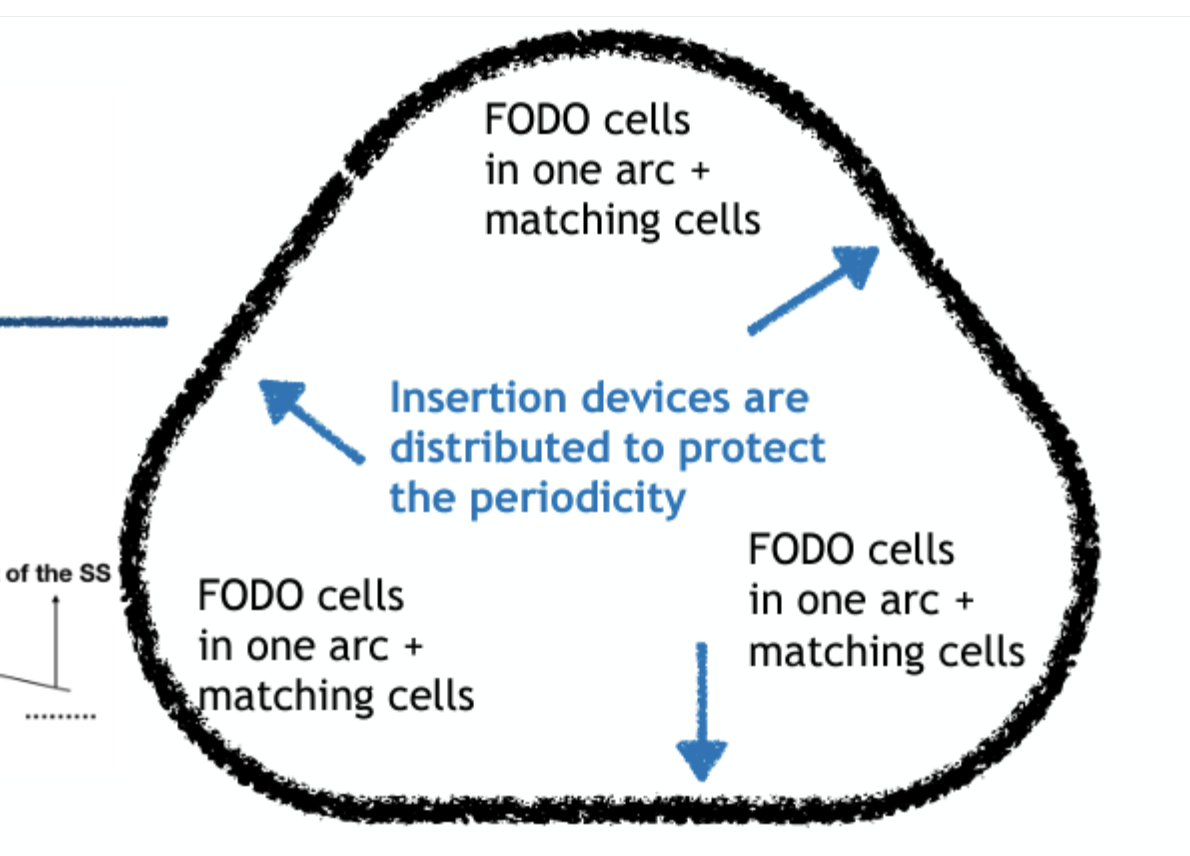 FODO cells
in one arc +
matching cells
Insertion devices are
distributed to protect
the periodicity
FODO cells
in one arc +
matching cells
of the SS
FODO cells
in one arc +
matching cells